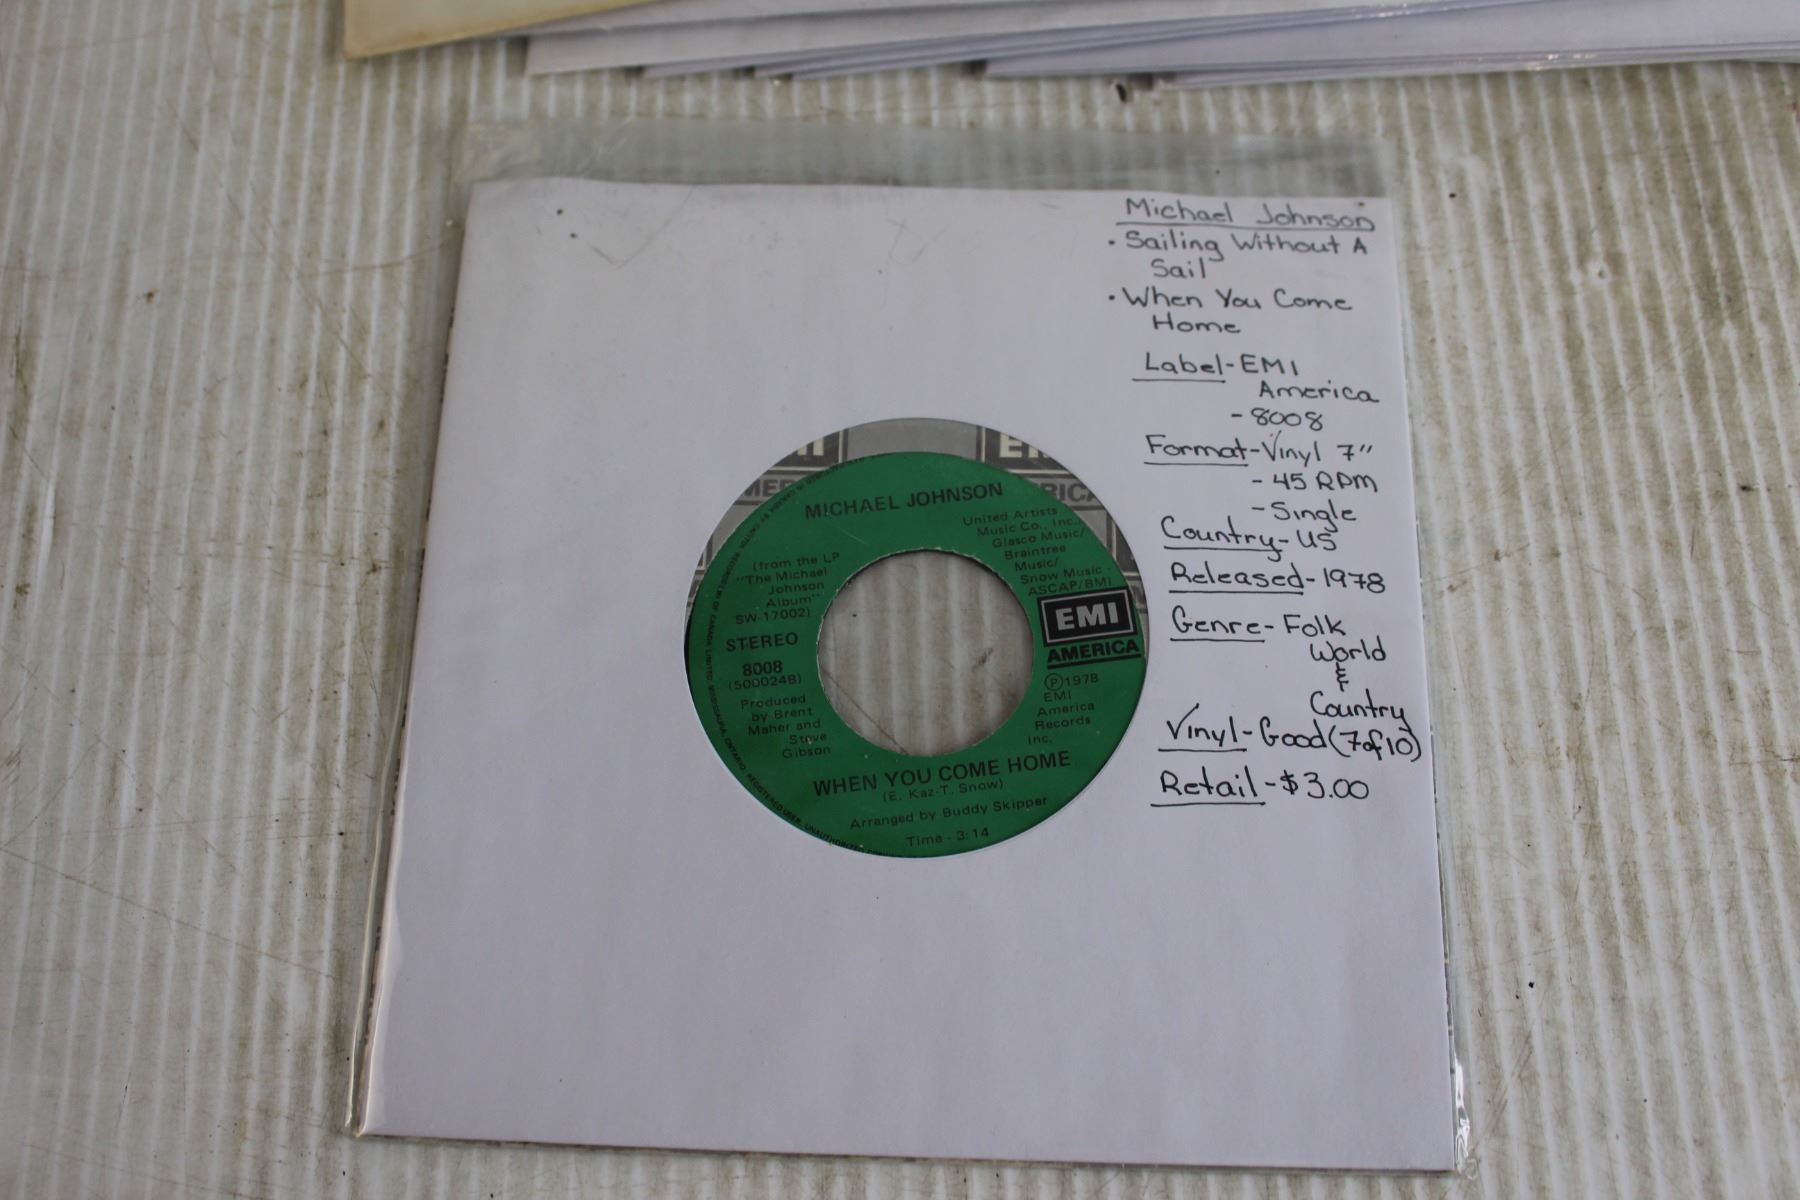 Michael Johnson
• Sailing Without A
Sail
• When You Come
Home
Label-EMI
America
- 8008
Format-Vinyl 7"
- 45 RPM
- Single
Country-US
Released-1978
Genre-Folk
World
&
Country
Vinyl-Good (7 of 10)
Retail-$3.00
MICHAEL JOHNSON
(from the LP
"The Michael
Johnson
Album"
SW-17002)
STEREO
8008
(50024B)
Produced
by Brent
Maher and
Steve
Gibson
United Artists
Music Co., Inc./
Glasco Music/
Braintree
Music/
Snow Music -
ASCAP/BMI
EMI
AMERICA
Ⓟ1978
EMI
America
Records
Inc.
WHEN YOU COME HOME
(E. Kaz-T. Snow)
Arranged by Buddy Skipper
Time - 3:14